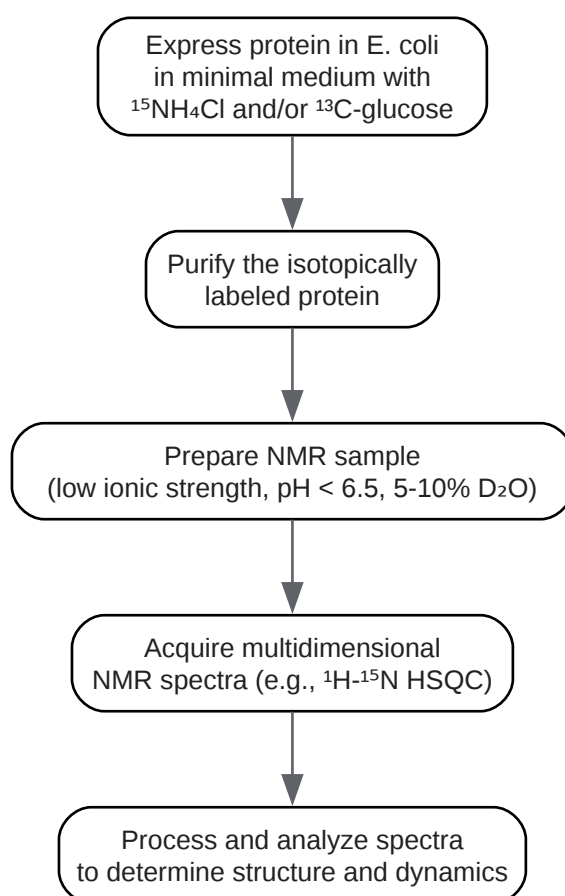 Express protein in E. coli
in minimal medium with
¹⁵NH₄Cl and/or ¹³C-glucose
Purify the isotopically
labeled protein
Prepare NMR sample
(low ionic strength, pH < 6.5, 5-10% D₂O)
Acquire multidimensional
NMR spectra (e.g., ¹H-¹⁵N HSQC)
Process and analyze spectra
to determine structure and dynamics